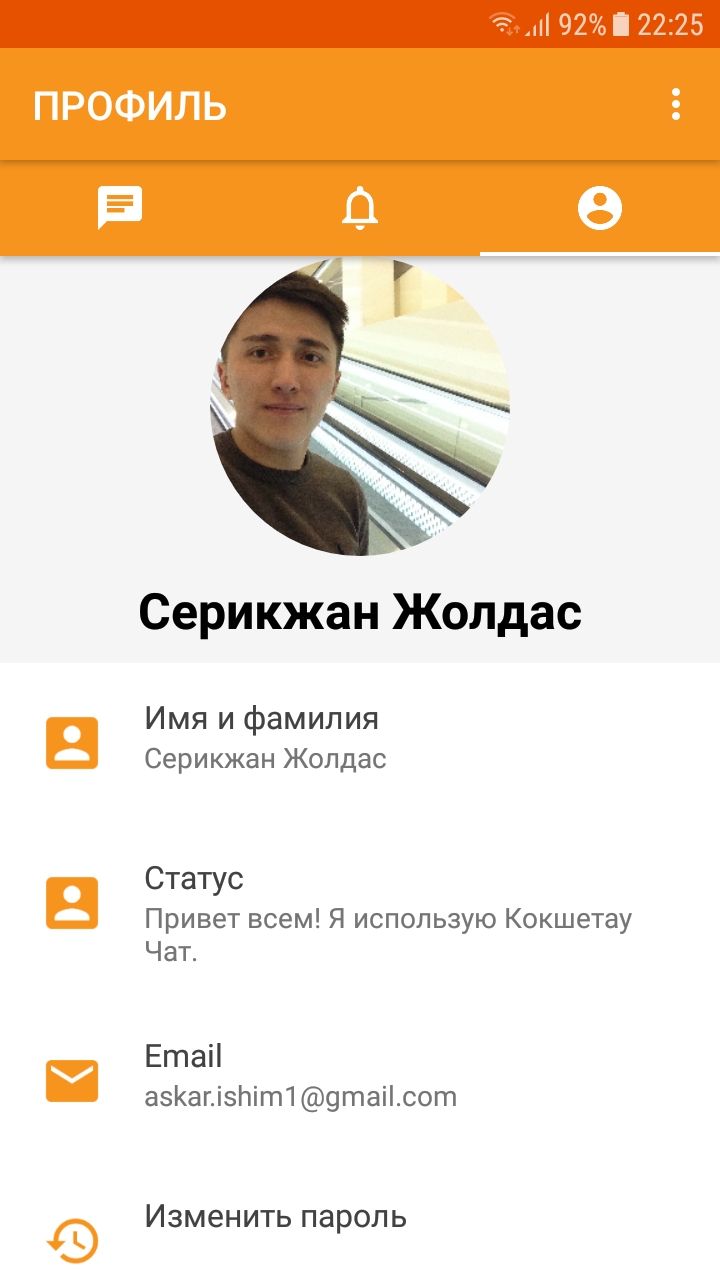 92% 22:25
ПРОФИЛЬ
Серикжан Жолдас
Имя и фамилия
Серикжан Жолдас
Статус
Привет всем! Я использую Кокшетау
Чат.
Email
askar.ishim1@gmail.com
Изменить пароль